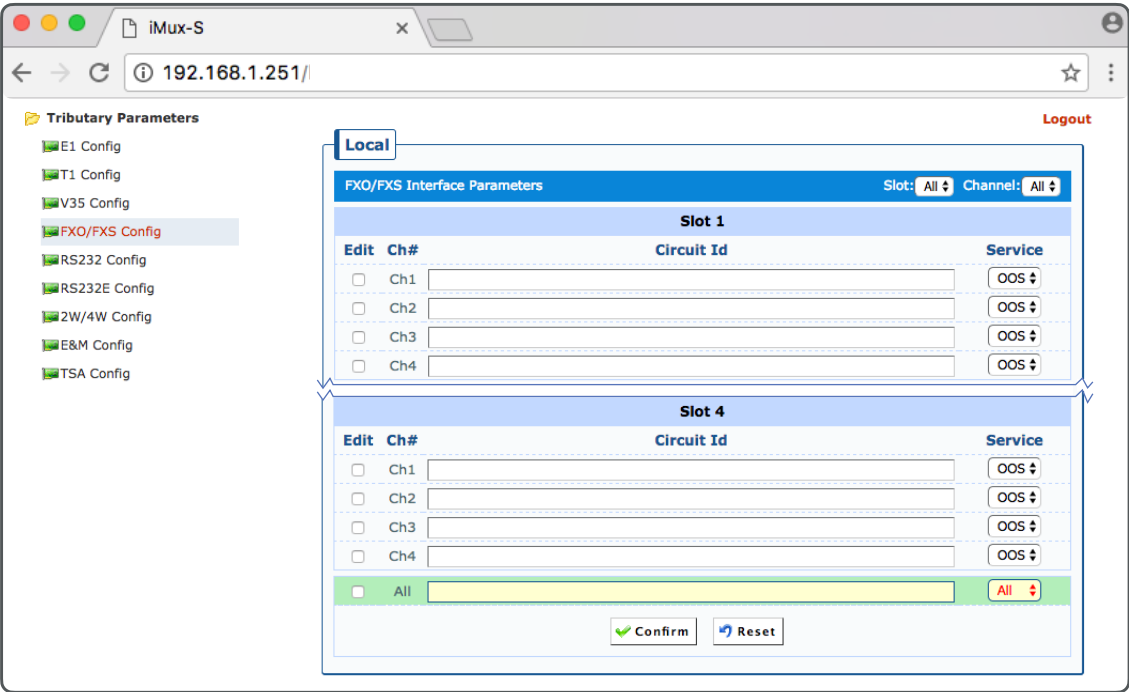 iMux-S
192.168.1.251/
Tributary Parameters
E1 Config
T1 Config
V35 Config
FXO/FXS Config
RS232 Config
RS232E Config
2W/4W Config
E&M Config
TSA Config
Logout
Local
FXO/FXS Interface Parameters Slot: All Channel: All
Slot 1
Edit Ch# Circuit Id Service
Ch1 OOS
Ch2 OOS
Ch3 OOS
Ch4 OOS
Slot 4
Edit Ch# Circuit Id Service
Ch1 OOS
Ch2 OOS
Ch3 OOS
Ch4 OOS
All All
Confirm Reset